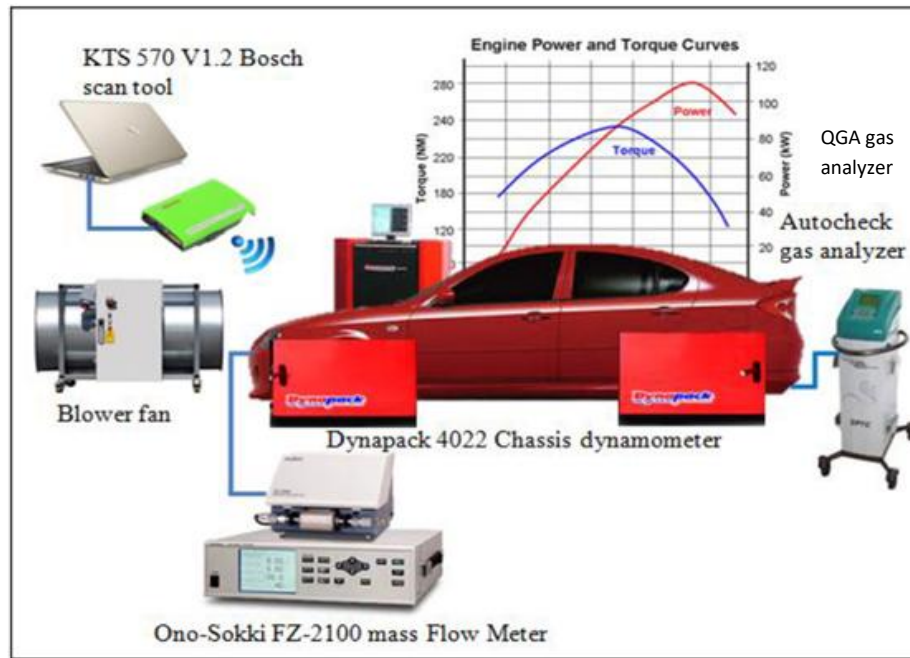 KTS 570 V1.2 Bosch
scan tool
Engine Power and Torque Curves
280
240
220
180
120
Torque (NM)
Power
Torque
120
100
80
60
40
20
Power (kW)
QGA gas
analyzer
Autocheck
gas analyzer
Blower fan
Dynapack
Dynapack
Dynapack 4022 Chassis dynamometer
Ono-Sokki FZ-2100 mass Flow Meter